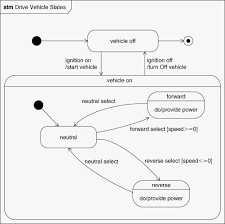 stm Drive Vehicle States
vehicle off
ignition on
/start vehicle
ignition off
/turn Off vehicle
vehicle on
forward
do/provide power
neutral select
forward select [speed>=0]
neutral
reverse select [speed<=0]
neutral select
reverse
do/provide power